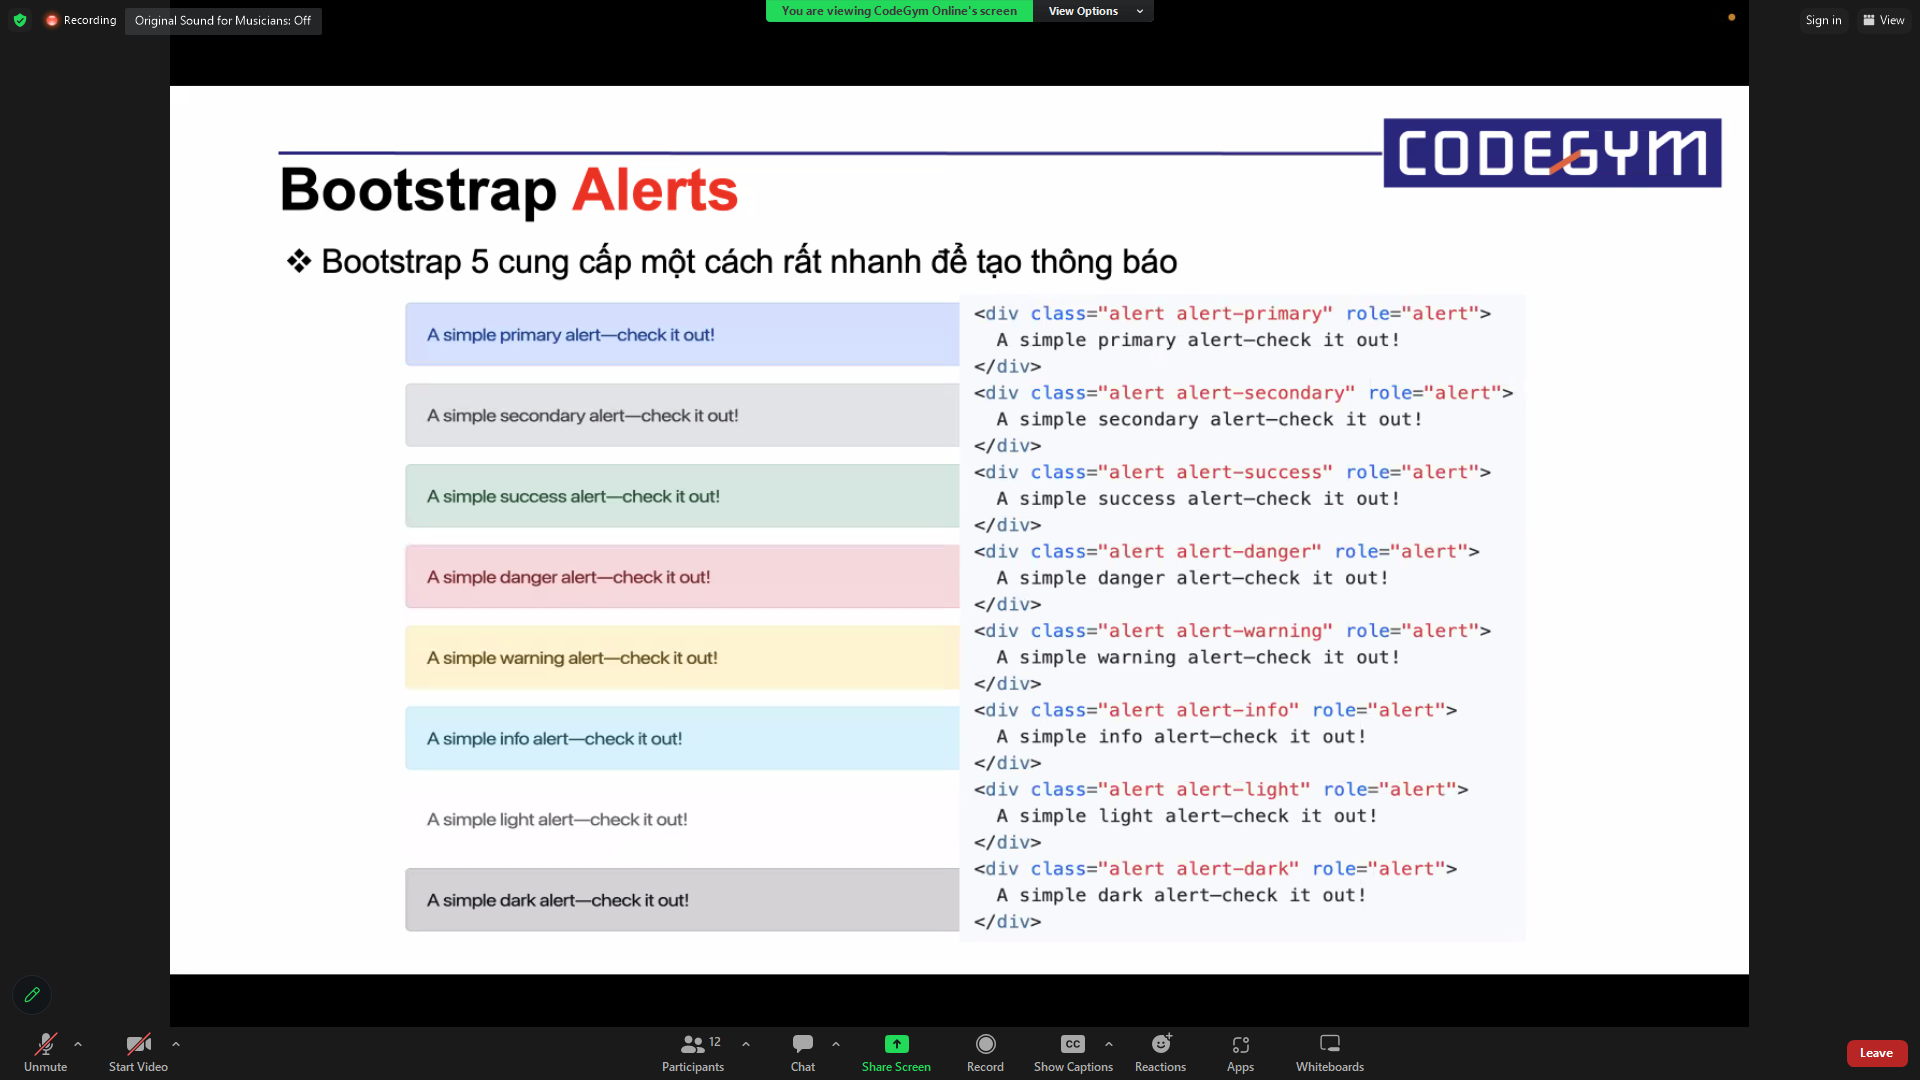 Recording
Original Sound for Musicians: Off
You are viewing CodeGym Online's screen
View Options
Sign in
View
CODEGYM
Bootstrap Alerts
❖ Bootstrap 5 cung cấp một cách rất nhanh để tạo thông báo
A simple primary alert—check it out!
A simple secondary alert—check it out!
A simple success alert—check it out!
A simple danger alert—check it out!
A simple warning alert—check it out!
A simple info alert—check it out!
A simple light alert—check it out!
A simple dark alert—check it out!
<div class="alert alert-primary" role="alert">
A simple primary alert—check it out!
</div>
<div class="alert alert-secondary" role="alert">
A simple secondary alert—check it out!
</div>
<div class="alert alert-success" role="alert">
A simple success alert—check it out!
</div>
<div class="alert alert-danger" role="alert">
A simple danger alert—check it out!
</div>
<div class="alert alert-warning" role="alert">
A simple warning alert—check it out!
</div>
<div class="alert alert-info" role="alert">
A simple info alert—check it out!
</div>
<div class="alert alert-light" role="alert">
A simple light alert—check it out!
</div>
<div class="alert alert-dark" role="alert">
A simple dark alert—check it out!
</div>
Unmute
Start Video
12
Participants
Chat
Share Screen
Record
CC
Show Captions
Reactions
Apps
Whiteboards
Leave